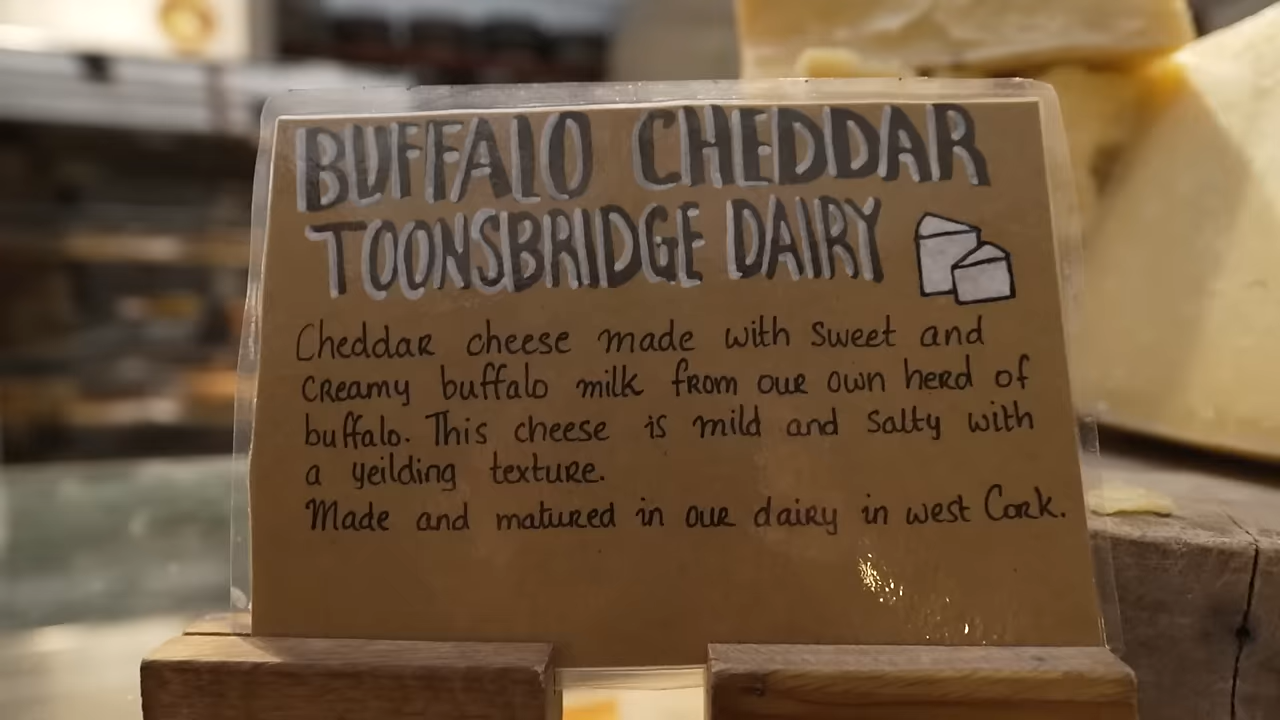 BUFFALO CHEDDAR
TOONSBRIDGE DAIRY
Cheddar cheese made with sweet and
creamy buffalo milk from our own herd of
buffalo. This cheese is mild and salty with
a yeilding texture.
Made and matured in our dairy in west Cork.